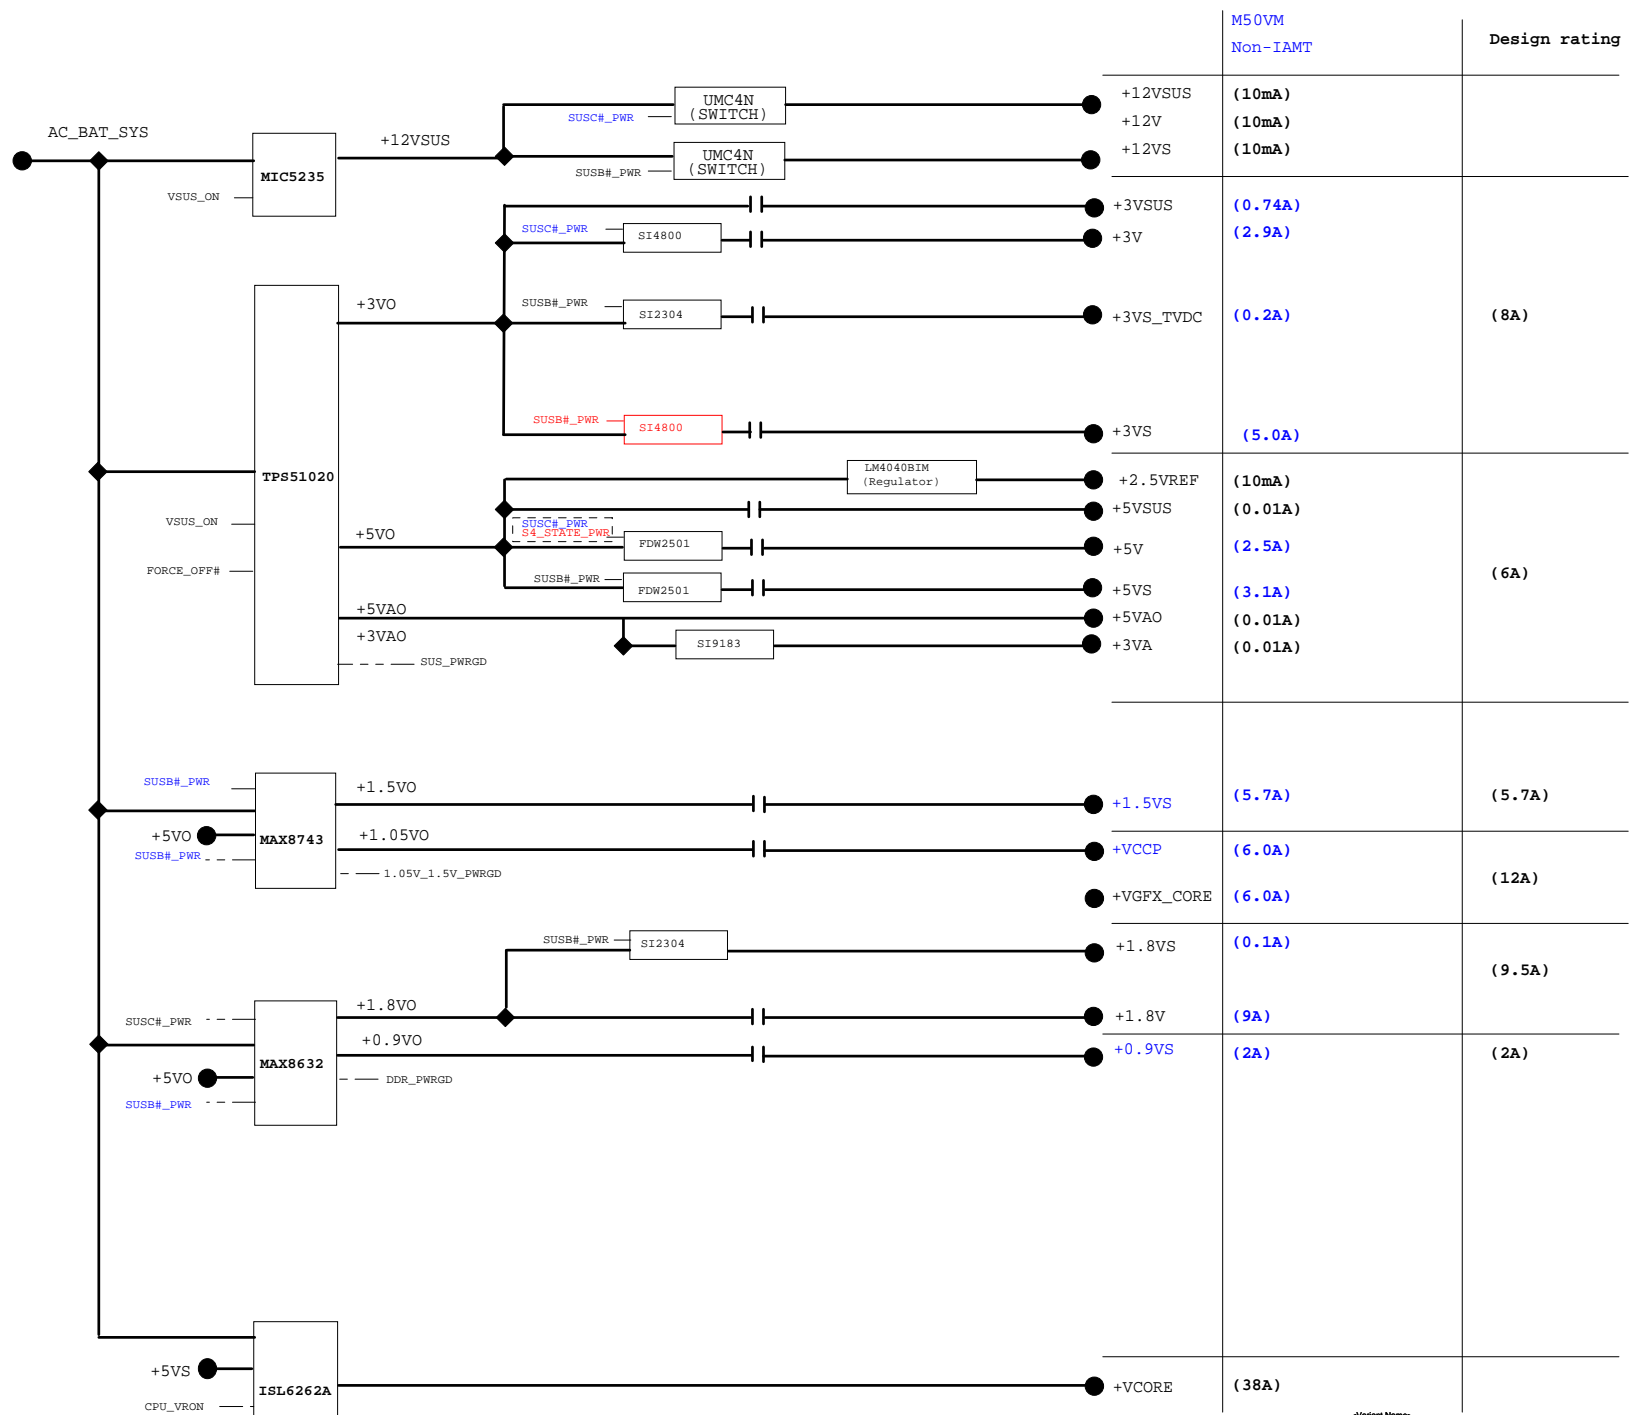 M50VM
Non-IAMT
Design rating
AC_BAT_SYS
MIC5235
VSUS_ON
+12VSUS
UMC4N
(SWITCH)
SUSC#_PWR
UMC4N
(SWITCH)
SUSB#_PWR
+12VSUS (10mA)
+12V (10mA)
+12VS (10mA)
TPS51020
VSUS_ON
FORCE_OFF#
+3VO
SUSC#_PWR
SI4800
SUSB#_PWR
SI2304
SUSB#_PWR
SI4800
+3VSUS (0.74A)
+3V (2.9A)
+3VS_TVDC (0.2A) (8A)
+3VS (5.0A)
+5VO
LM4040BIM
(Regulator)
SUSC#_PWR
S4_STATE_PWR
FDW2501
SUSB#_PWR
FDW2501
+5VAO
+3VAO
SI9183
SUS_PWRGD
+2.5VREF (10mA)
+5VSUS (0.01A)
+5V (2.5A)
(6A)
+5VS (3.1A)
+5VAO (0.01A)
+3VA (0.01A)
SUSB#_PWR
MAX8743
+5VO
SUSB#_PWR
+1.5VO
+1.05VO
1.05V_1.5V_PWRGD
+1.5VS (5.7A) (5.7A)
+VCCP (6.0A)
(12A)
+VGFX_CORE (6.0A)
SUSB#_PWR
SI2304
+1.8VS (0.1A)
(9.5A)
SUSC#_PWR
MAX8632
+5VO
SUSB#_PWR
+1.8VO
+0.9VO
DDR_PWRGD
+1.8V (9A)
+0.9VS (2A) (2A)
+5VS
ISL6262A
CPU_VRON
+VCORE (38A)